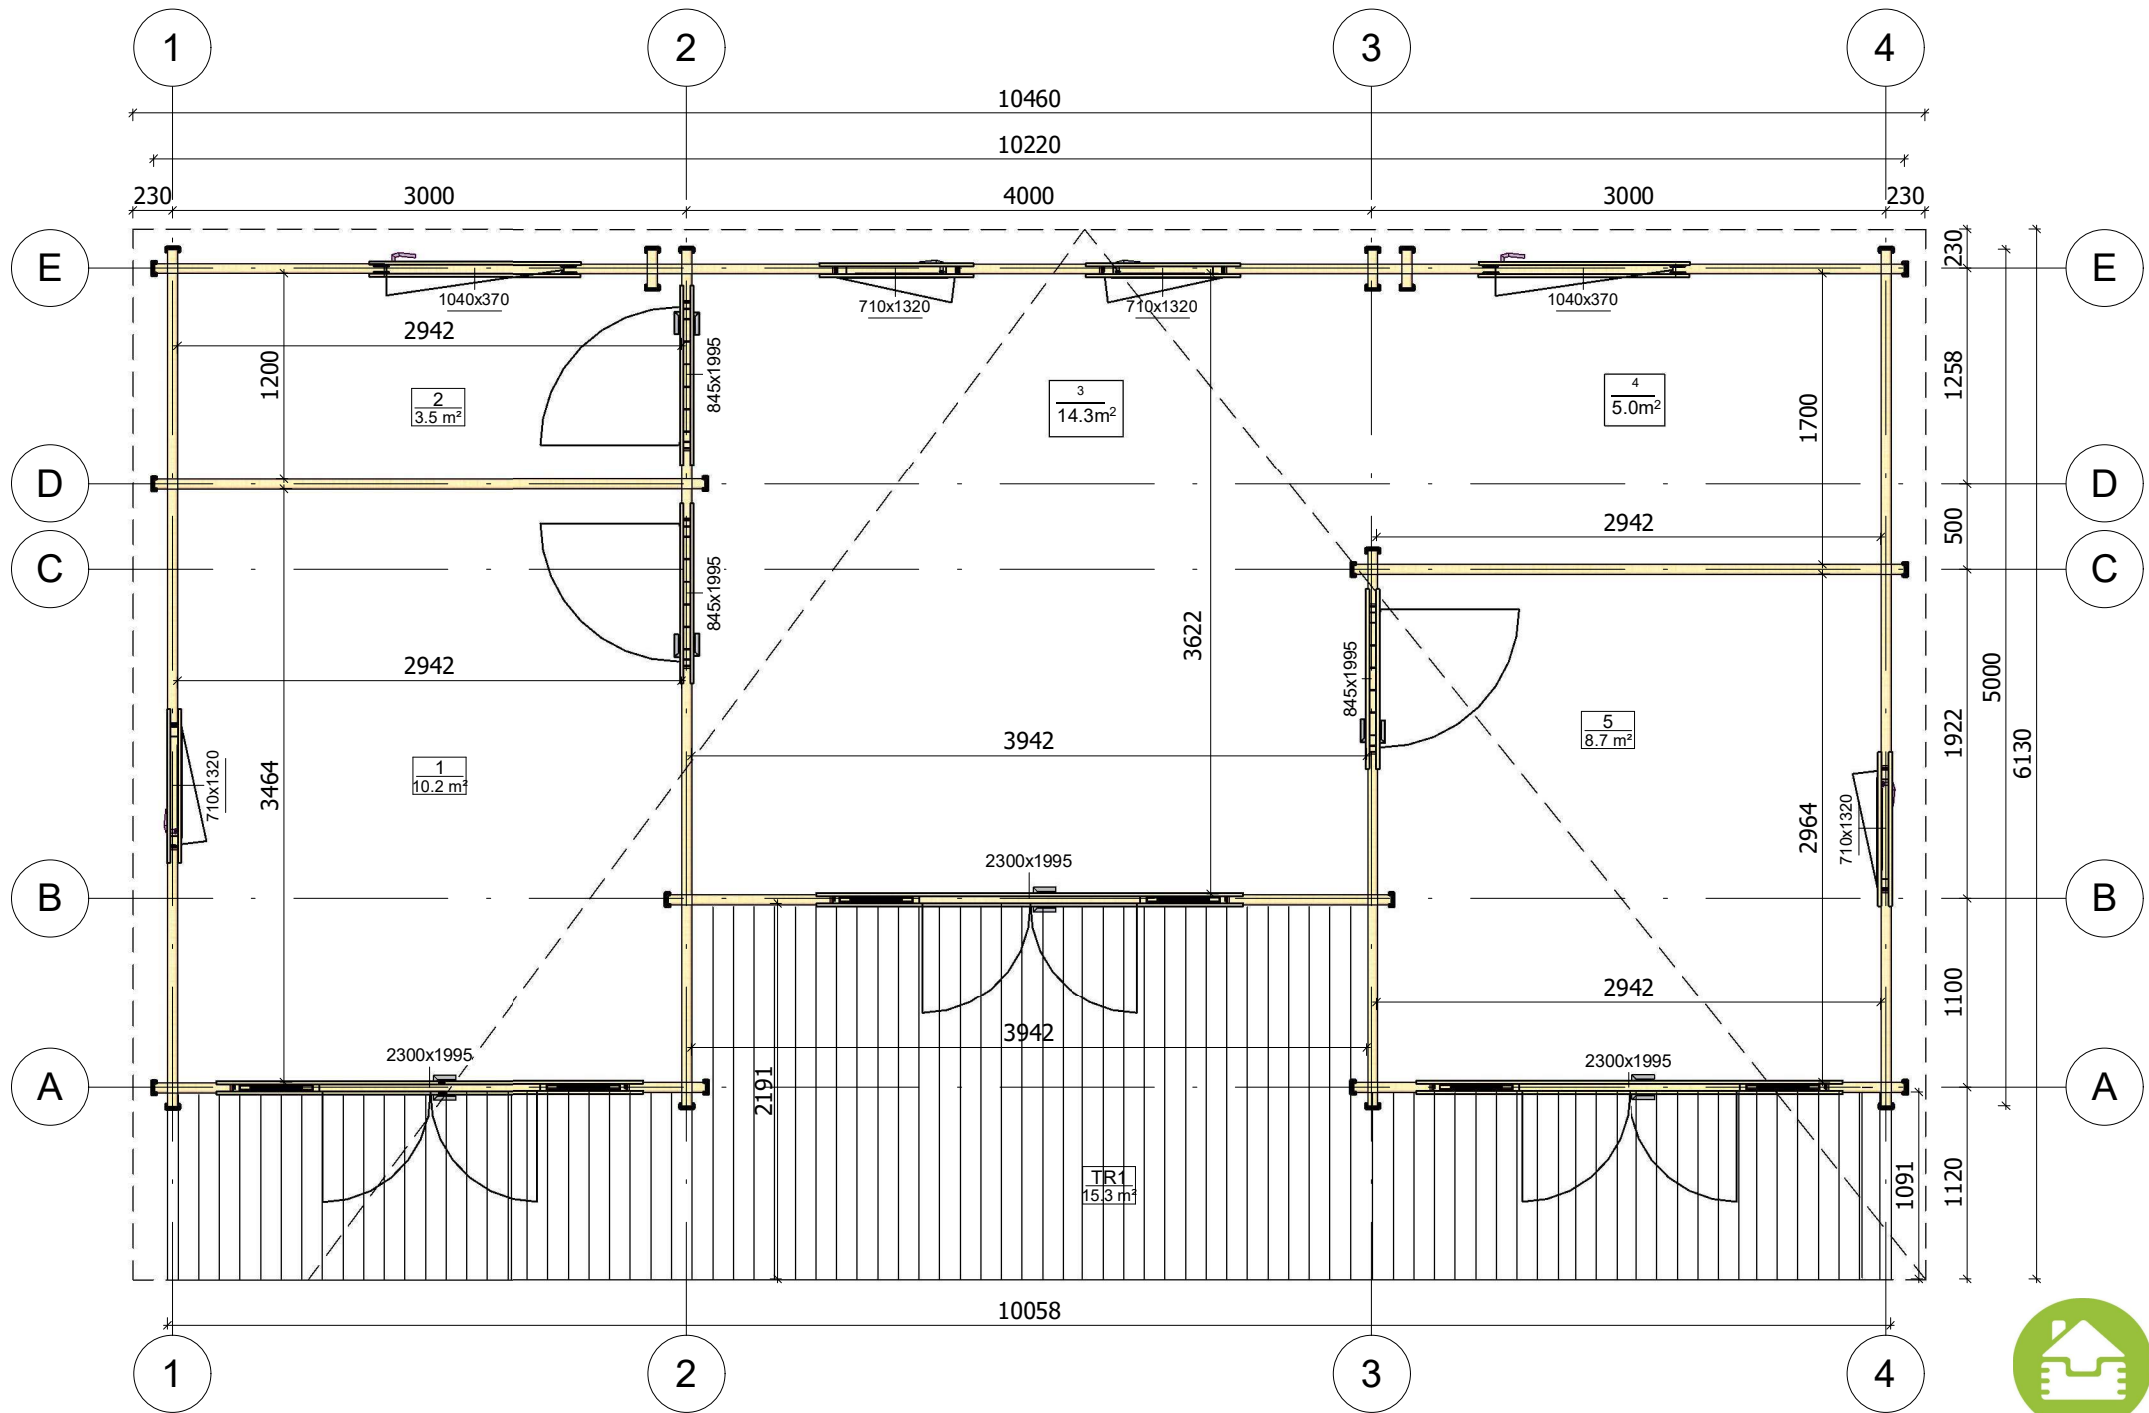 1
2
3
4
10460
10220
230
3000
4000
3000
230
E
E
230
1040x370
710x1320
710x1320
1040x370
2942
1200
845x1995
2
3.5 m²
3
14.3m²
4
5.0m²
1700
1258
D
D
2942
500
C
C
845x1995
3622
2942
845x1995
5000
6130
1922
5
8.7 m²
3942
1
10.2 m²
710x1320
3464
2964
710x1320
2300x1995
B
B
2942
1100
3942
2300x1995
2300x1995
A
A
2191
TR1
15.3 m²
1091
1120
10058
1
2
3
4